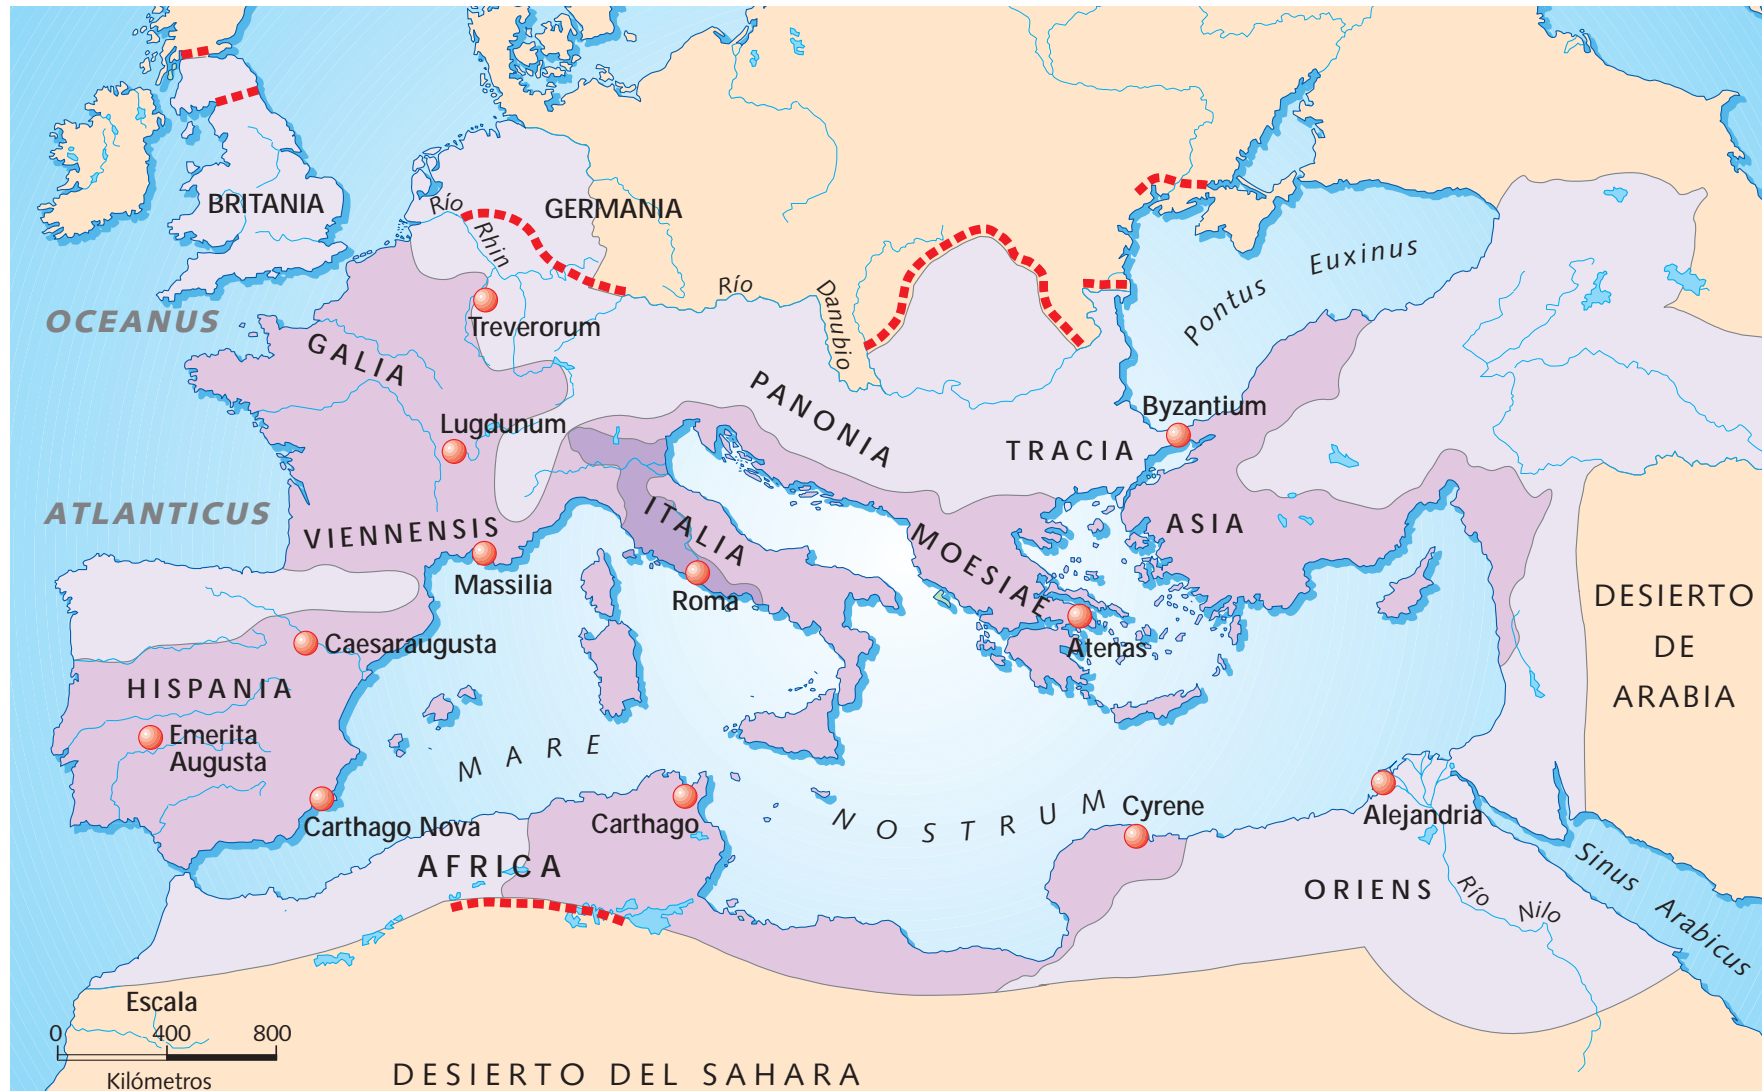 BRITANIA
Río
Rhin
GERMANIA
OCEANUS
Treverorum
GALIA
Río
Danubio
Pontus Euxinus
PANONIA
Lugdunum
Byzantium
TRACIA
ATLANTICUS
VIENNENSIS
ITALIA
MOESIAE
ASIA
Massilia
Roma
DESIERTO
DE
ARABIA
Caesaraugusta
Atenas
HISPANIA
Emerita
Augusta
MARE
NOSTRUM
Carthago Nova
Carthago
Cyrene
Alejandria
AFRICA
ORIENS
Río Nilo
Sinus Arabicus
Escala
0 400 800
Kilómetros
DESIERTO DEL SAHARA